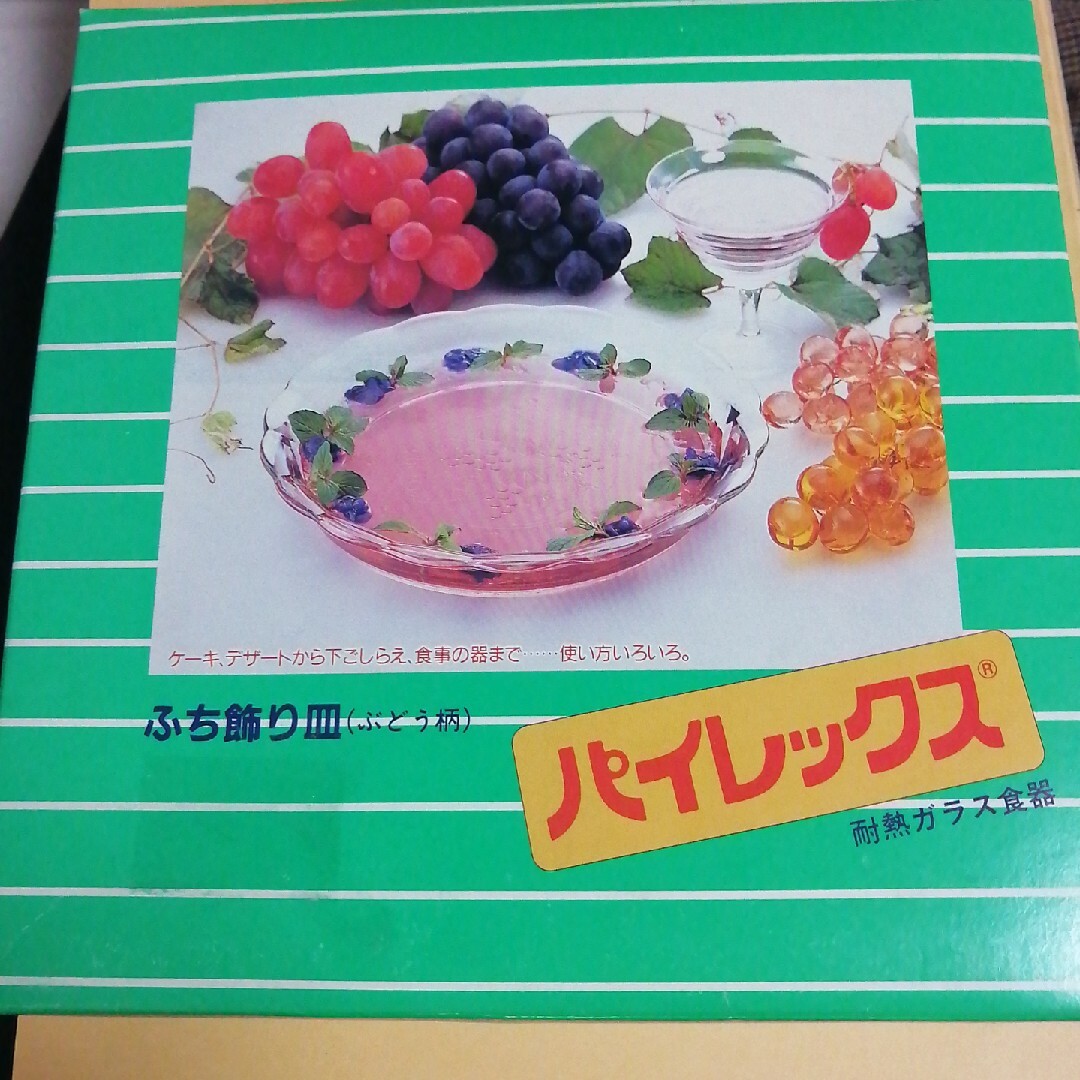 ケーキ、デザートから下ごしらえ、食事の器まで……使い方いろいろ。
ふち飾り皿(ぶどう柄)
パイレックス®
耐熱ガラス食器